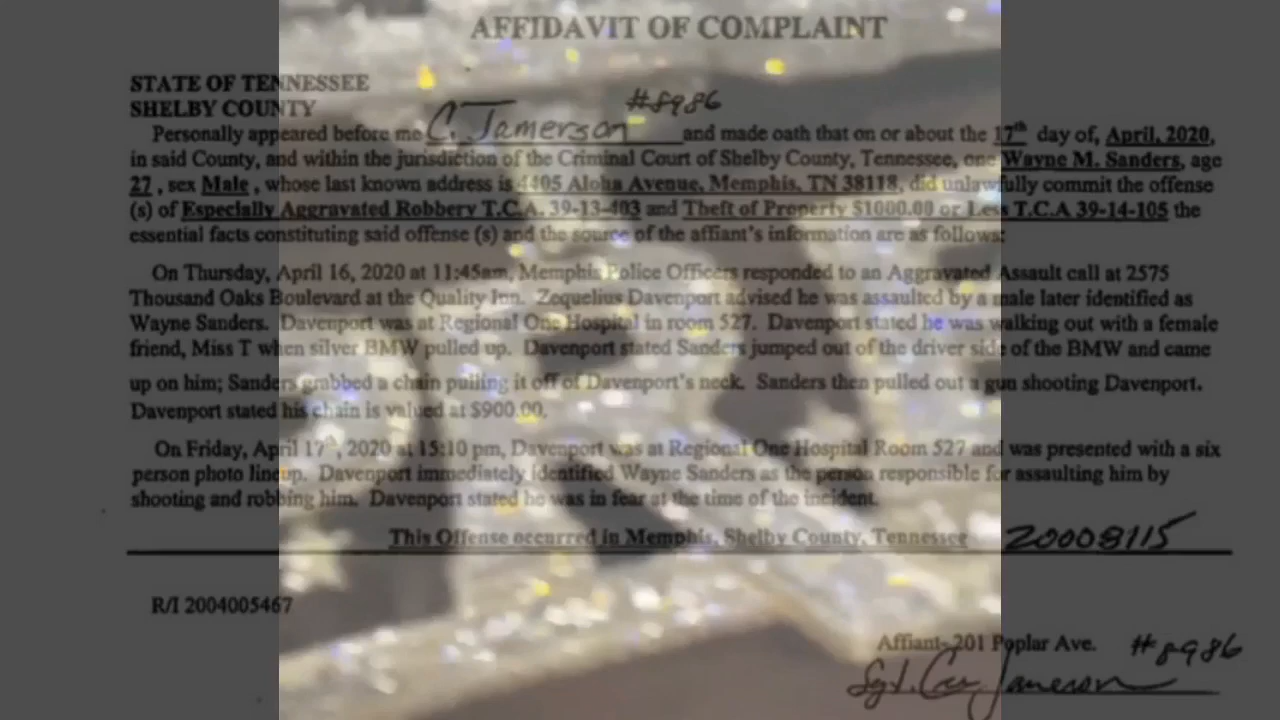 AFFIDAVIT OF COMPLAINT
STATE OF TENNESSEE
SHELBY COUNTY
#8986
Personally appeared before me C. Jamerson and made oath that on or about the 17th day of, April, 2020,
in said County, and within the jurisdiction of the Criminal Court of Shelby County, Tennessee, one Wayne M. Sanders, age
27 , sex Male , whose last known address is 4405 Aloha Avenue, Memphis, TN 38118, did unlawfully commit the offense
(s) of Especially Aggravated Robbery T.C.A. 39-13-403 and Theft of Property $1000.00 or Less T.C.A 39-14-105 the
essential facts constituting said offense (s) and the source of the affiant's information are as follows:
On Thursday, April 16, 2020 at 11:45am, Memphis Police Officers responded to an Aggravated Assault call at 2575
Thousand Oaks Boulevard at the Quality Inn. Zequelius Davenport advised he was assaulted by a male later identified as
Wayne Sanders. Davenport was at Regional One Hospital in room 527. Davenport stated he was walking out with a female
friend, Miss T when silver BMW pulled up. Davenport stated Sanders jumped out of the driver side of the BMW and came
up on him; Sanders grabbed a chain pulling it off of Davenport's neck. Sanders then pulled out a gun shooting Davenport.
Davenport stated his chain is valued at $900.00.
On Friday, April 17th, 2020 at 15:10 pm, Davenport was at Regional One Hospital Room 527 and was presented with a six
person photo lineup. Davenport immediately identified Wayne Sanders as the person responsible for assaulting him by
shooting and robbing him. Davenport stated he was in fear at the time of the incident.
This Offense occurred in Memphis, Shelby County, Tennessee 20008115
R/I 2004005467
Affiant- 201 Poplar Ave. #8986
Sgt. Jamerson